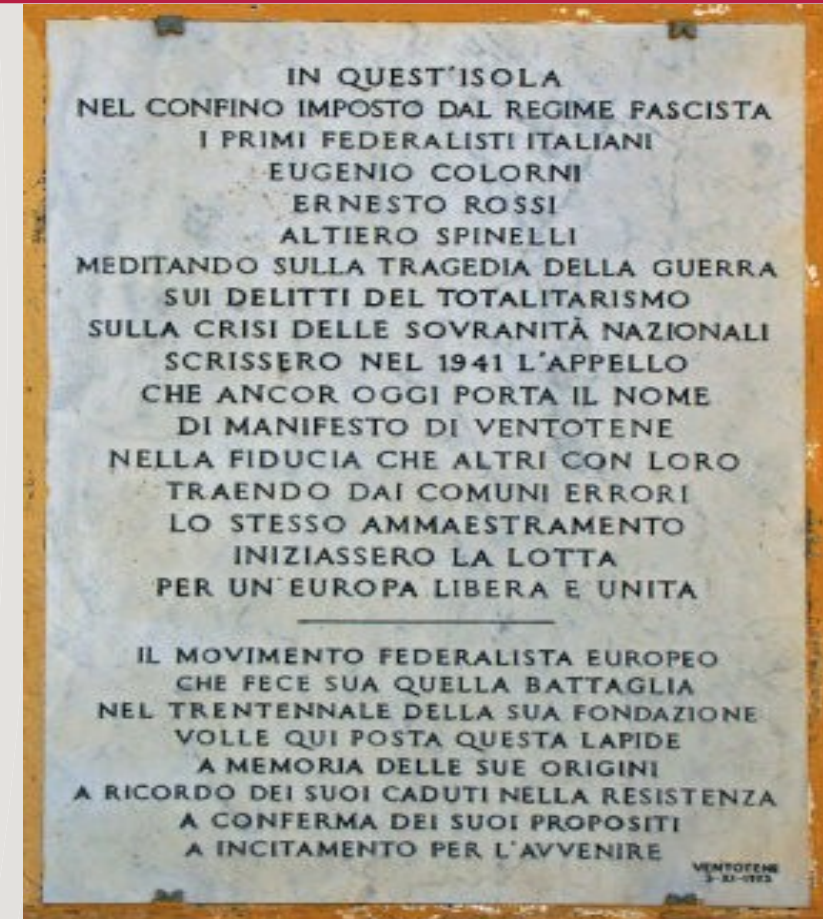 IN QUEST'ISOLA
NEL CONFINO IMPOSTO DAL REGIME FASCISTA
I PRIMI FEDERALISTI ITALIANI
EUGENIO COLORNI
ERNESTO ROSSI
ALTIERO SPINELLI
MEDITANDO SULLA TRAGEDIA DELLA GUERRA
SUI DELITTI DEL TOTALITARISMO
SULLA CRISI DELLE SOVRANITÀ NAZIONALI
SCRISSERO NEL 1941 L'APPELLO
CHE ANCOR OGGI PORTA IL NOME
DI MANIFESTO DI VENTOTENE
NELLA FIDUCIA CHE ALTRI CON LORO
TRAENDO DAI COMUNI ERRORI
LO STESSO AMMAESTRAMENTO
INIZIASSERO LA LOTTA
PER UN'EUROPA LIBERA E UNITA
IL MOVIMENTO FEDERALISTA EUROPEO
CHE FECE SUA QUELLA BATTAGLIA
NEL TRENTENNALE DELLA SUA FONDAZIONE
VOLLE QUI POSTA QUESTA LAPIDE
A MEMORIA DELLE SUE ORIGINI
A RICORDO DEI SUOI CADUTI NELLA RESISTENZA
A CONFERMA DEI SUOI PROPOSITI
A INCITAMENTO PER L'AVVENIRE
VENTOTENE